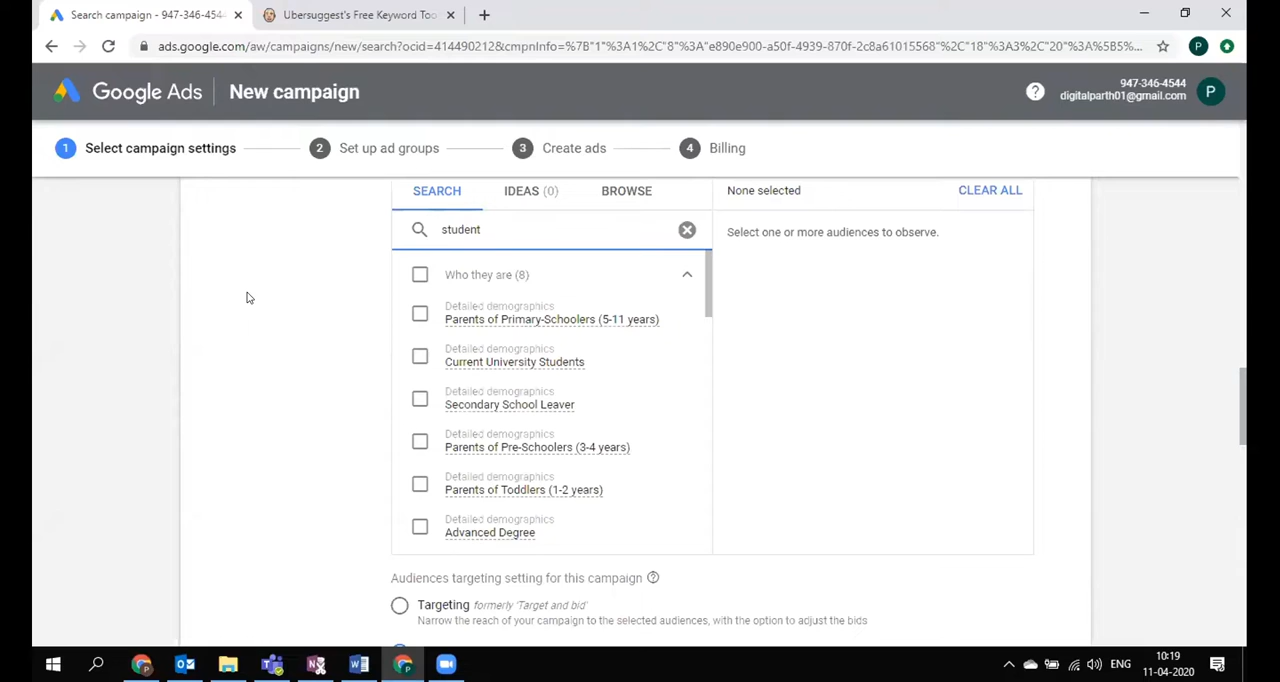 Search campaign - 947-346-454
Ubersuggest's Free Keyword Too
ads.google.com/aw/campaigns/new/search?ocid=414490212&cmpnInfo=%7B"1"%3A1%2C"8"%3A"e890e900-a50f-4939-870f-2c8a61015568"%2C"18"%3A3%2C"20"%3A%5B5%...
P
Google Ads
New campaign
947-346-4544
digitalparth01@gmail.com
P
1 Select campaign settings
2 Set up ad groups
3 Create ads
4 Billing
SEARCH
IDEAS (0)
BROWSE
None selected
CLEAR ALL
student
Select one or more audiences to observe.
Who they are (8)
Detailed demographics
Parents of Primary-Schoolers (5-11 years)
Detailed demographics
Current University Students
Detailed demographics
Secondary School Leaver
Detailed demographics
Parents of Pre-Schoolers (3-4 years)
Detailed demographics
Parents of Toddlers (1-2 years)
Detailed demographics
Advanced Degree
Audiences targeting setting for this campaign
Targeting formerly 'Target and bid'
Narrow the reach of your campaign to the selected audiences, with the option to adjust the bids
ENG
10:19
11-04-2020